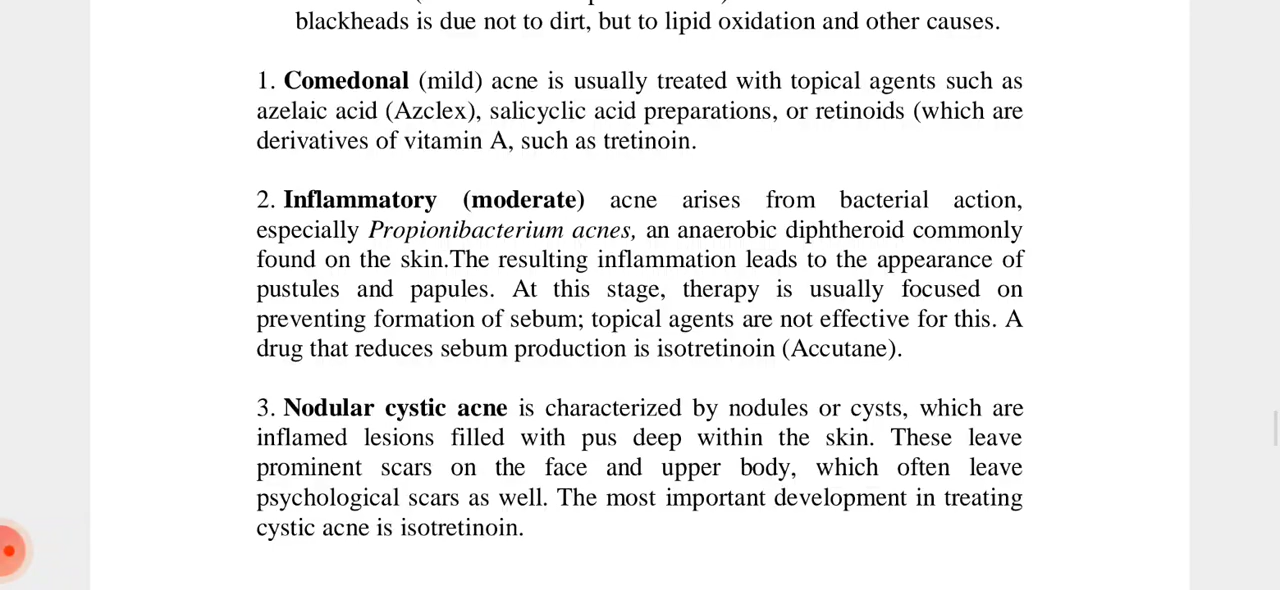 blackheads is due not to dirt, but to lipid oxidation and other causes.
1. Comedonal (mild) acne is usually treated with topical agents such as
azelaic acid (Azclex), salicyclic acid preparations, or retinoids (which are
derivatives of vitamin A, such as tretinoin.
2. Inflammatory (moderate) acne arises from bacterial action,
especially Propionibacterium acnes, an anaerobic diphtheroid commonly
found on the skin.The resulting inflammation leads to the appearance of
pustules and papules. At this stage, therapy is usually focused on
preventing formation of sebum; topical agents are not effective for this. A
drug that reduces sebum production is isotretinoin (Accutane).
3. Nodular cystic acne is characterized by nodules or cysts, which are
inflamed lesions filled with pus deep within the skin. These leave
prominent scars on the face and upper body, which often leave
psychological scars as well. The most important development in treating
cystic acne is isotretinoin.